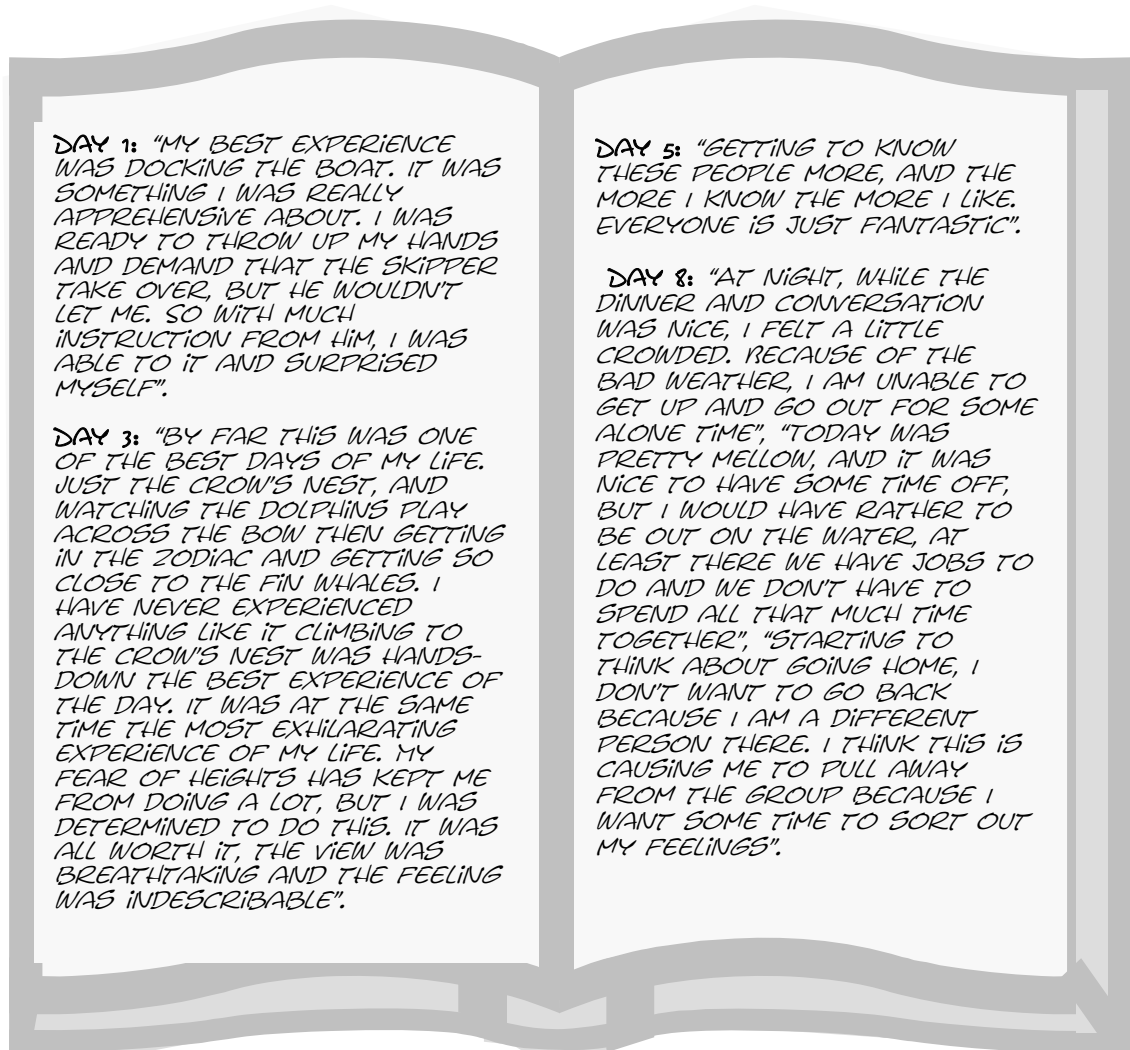 DAY 1: "MY BEST EXPERIENCE
WAS DOCKING THE BOAT. IT WAS
SOMETHING I WAS REALLY
APPREHENSIVE ABOUT. I WAS
READY TO THROW UP MY HANDS
AND DEMAND THAT THE SKIPPER
TAKE OVER, BUT HE WOULDN'T
LET ME. SO WITH MUCH
INSTRUCTION FROM HIM, I WAS
ABLE TO IT AND SURPRISED
MYSELF".
DAY 3: "BY FAR THIS WAS ONE
OF THE BEST DAYS OF MY LIFE.
JUST THE CROW'S NEST, AND
WATCHING THE DOLPHINS PLAY
ACROSS THE BOW THEN GETTING
IN THE ZODIAC AND GETTING SO
CLOSE TO THE FIN WHALES. I
HAVE NEVER EXPERIENCED
ANYTHING LIKE IT CLIMBING TO
THE CROW'S NEST WAS HANDS-
DOWN THE BEST EXPERIENCE OF
THE DAY. IT WAS AT THE SAME
TIME THE MOST EXHILARATING
EXPERIENCE OF MY LIFE. MY
FEAR OF HEIGHTS HAS KEPT ME
FROM DOING A LOT, BUT I WAS
DETERMINED TO DO THIS. IT WAS
ALL WORTH IT, THE VIEW WAS
BREATHTAKING AND THE FEELING
WAS INDESCRIBABLE".
DAY 5: "GETTING TO KNOW
THESE PEOPLE MORE, AND THE
MORE I KNOW THE MORE I LIKE.
EVERYONE IS JUST FANTASTIC".
DAY 8: "AT NIGHT, WHILE THE
DINNER AND CONVERSATION
WAS NICE, I FELT A LITTLE
CROWDED. BECAUSE OF THE
BAD WEATHER, I AM UNABLE TO
GET UP AND GO OUT FOR SOME
ALONE TIME", "TODAY WAS
PRETTY MELLOW, AND IT WAS
NICE TO HAVE SOME TIME OFF,
BUT I WOULD HAVE RATHER TO
BE OUT ON THE WATER, AT
LEAST THERE WE HAVE JOBS TO
DO AND WE DON'T HAVE TO
SPEND ALL THAT MUCH TIME
TOGETHER", "STARTING TO
THINK ABOUT GOING HOME, I
DON'T WANT TO GO BACK
BECAUSE I AM A DIFFERENT
PERSON THERE. I THINK THIS IS
CAUSING ME TO PULL AWAY
FROM THE GROUP BECAUSE I
WANT SOME TIME TO SORT OUT
MY FEELINGS".